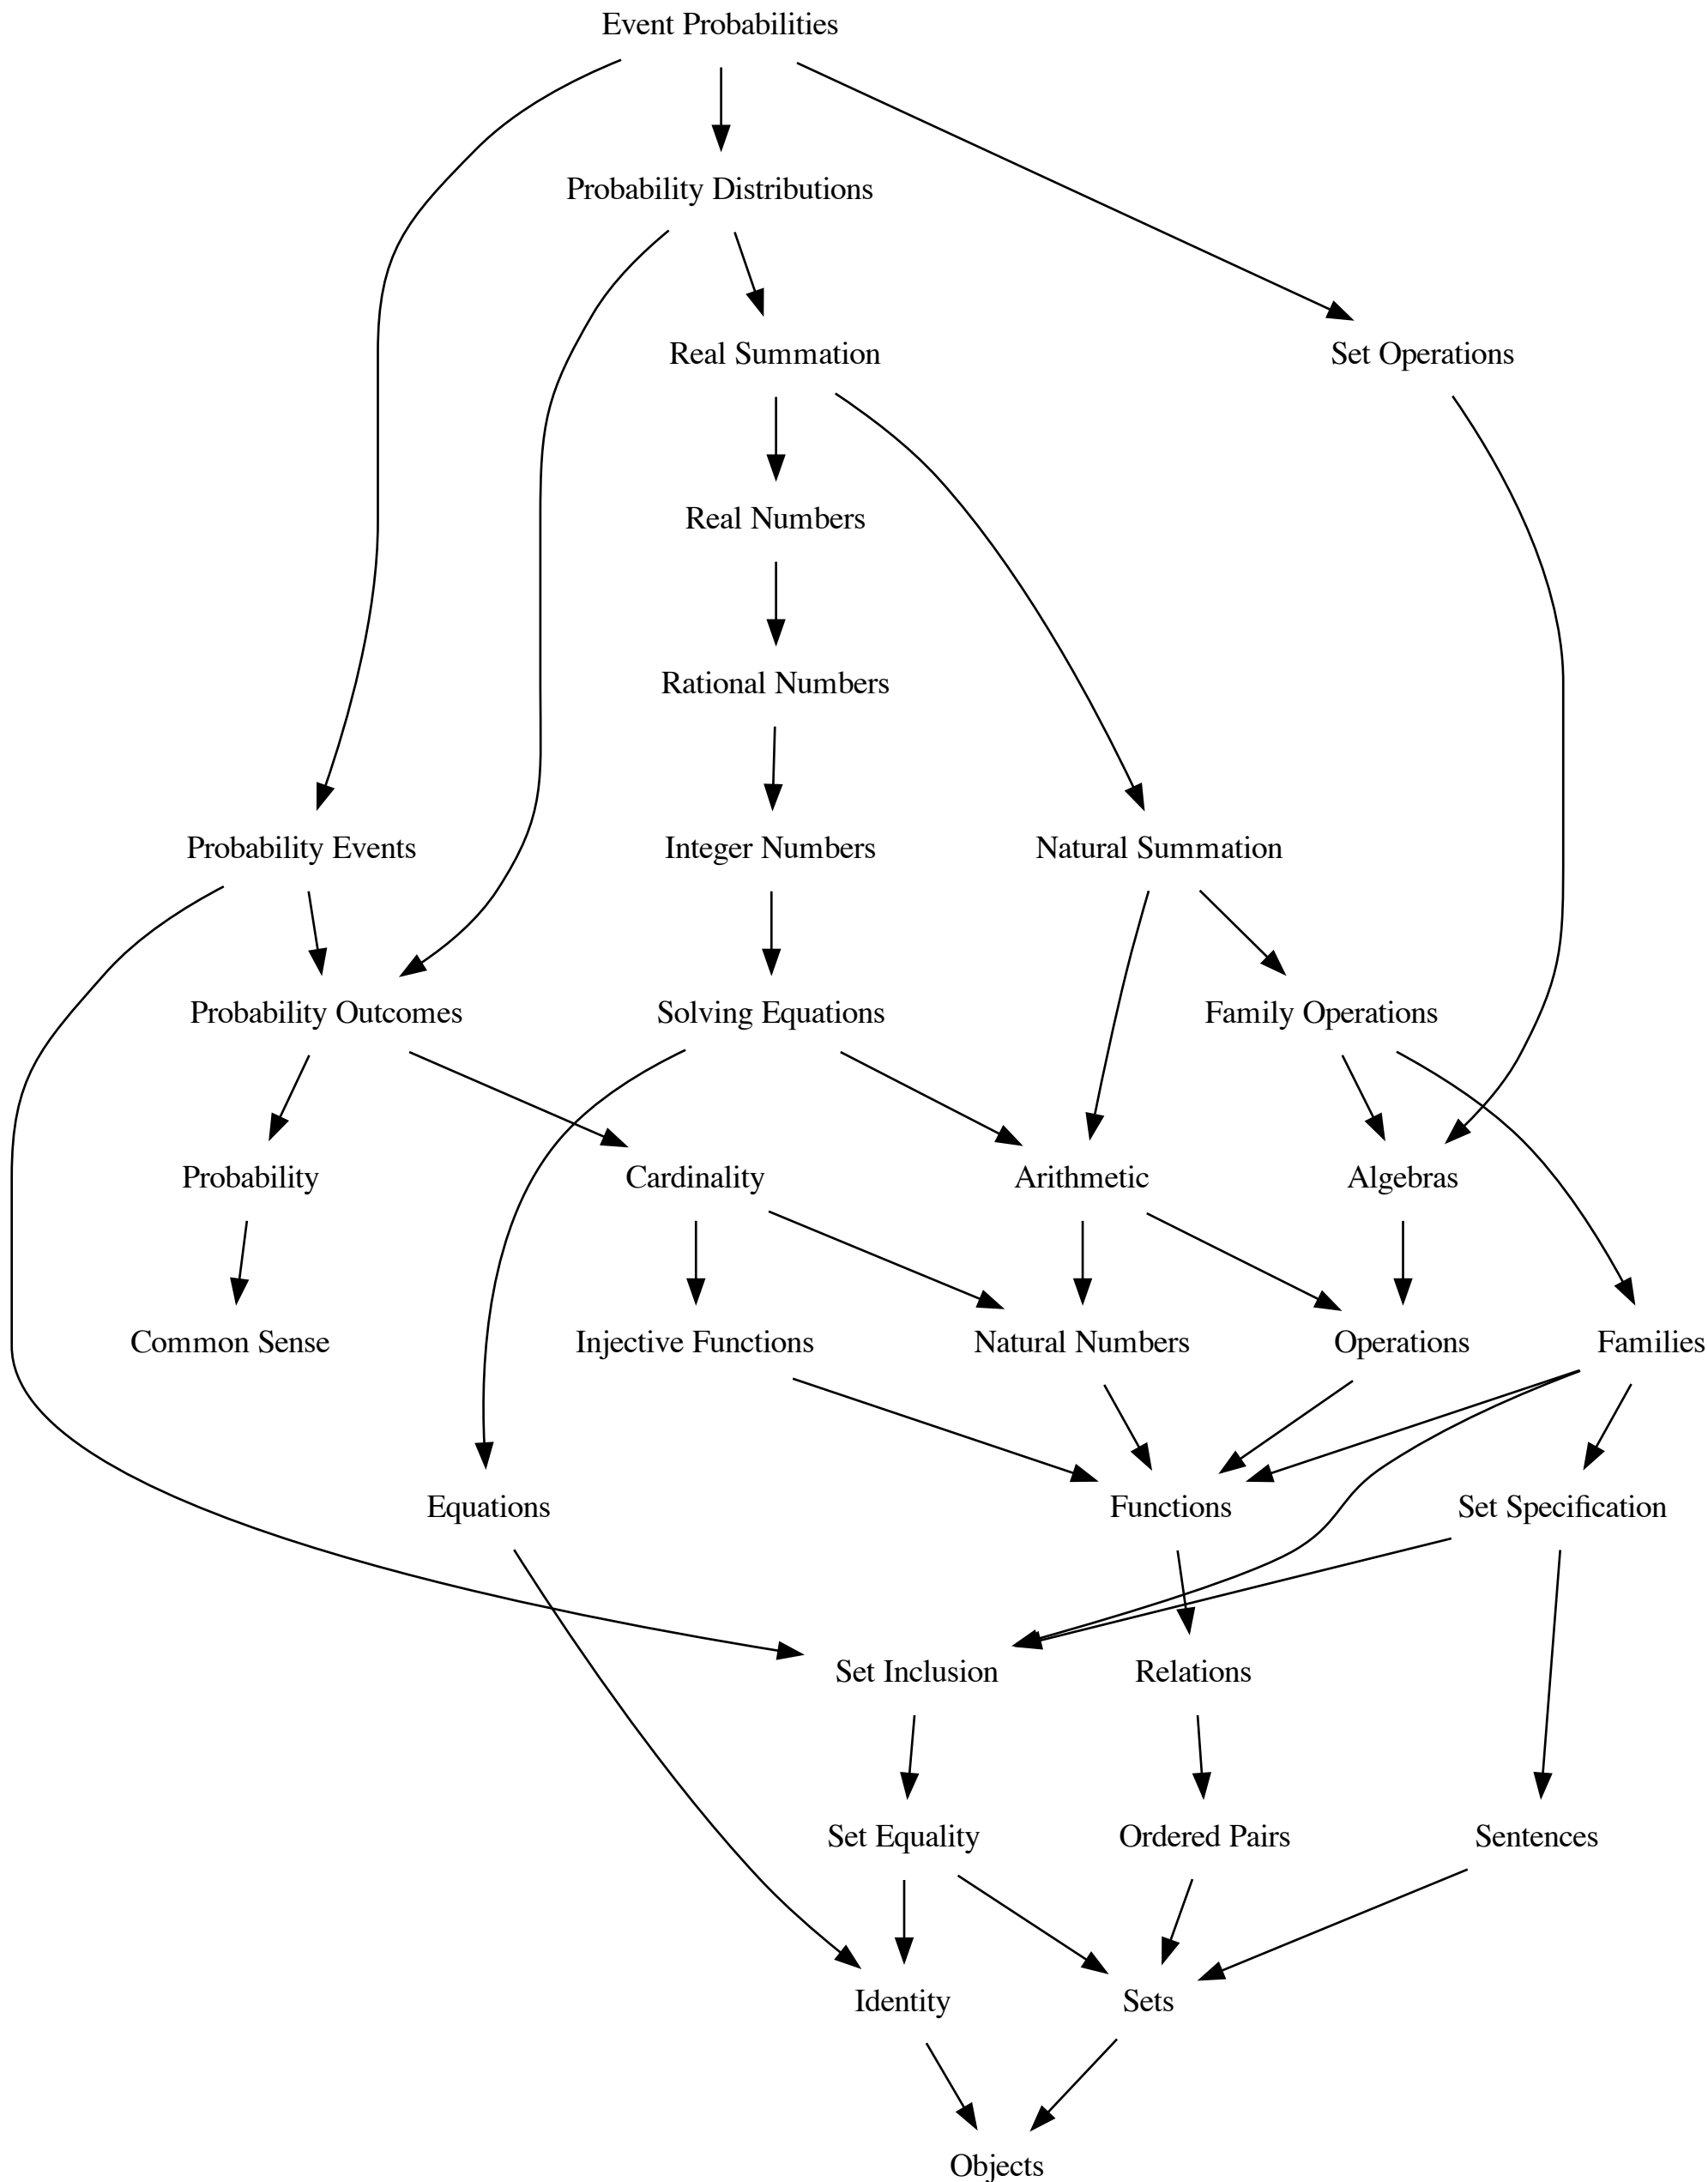 Event Probabilities
Probability Distributions
Real Summation
Set Operations
Real Numbers
Rational Numbers
Probability Events
Integer Numbers
Natural Summation
Probability Outcomes
Solving Equations
Family Operations
Probability
Cardinality
Arithmetic
Algebras
Common Sense
Injective Functions
Natural Numbers
Operations
Families
Equations
Functions
Set Specification
Set Inclusion
Relations
Set Equality
Ordered Pairs
Sentences
Identity
Sets
Objects